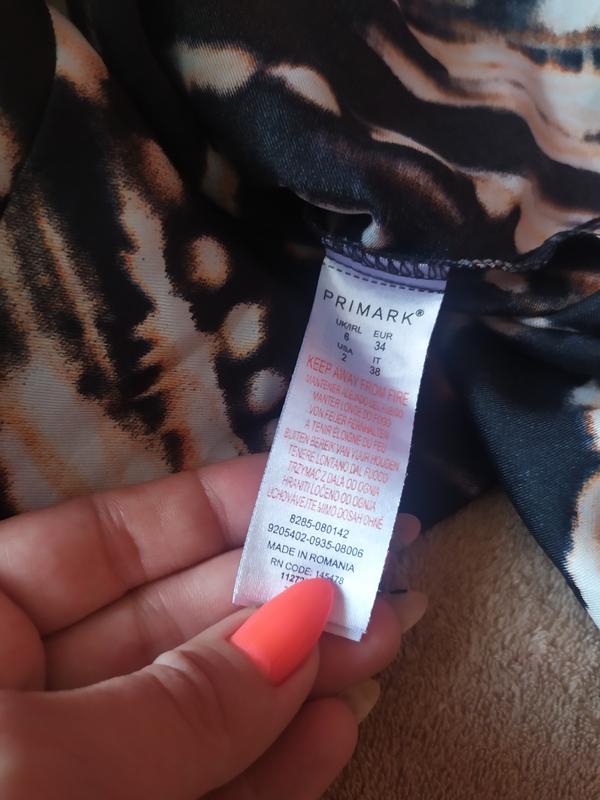 PRIMARK®
UK/IRL EUR
6 34
USA IT
2 38
KEEP AWAY FROM FIRE
MANTENER ALEJADO DEL FUEGO
MANTER LONGE DO FOGO
VON FEUER FERNHALTEN
A TENIR ÉLOIGNÉ DU FEU
BUITEN BEREIK VAN VUUR HOUDEN
TENERE LONTANO DAL FUOCO
TRZYMAĆ Z DALA OD OGNIA
HRANITI LOČENO OD OGNJA
UCHOVÁVEJTE MIMO DOSAH OHNĚ
8285-080142
9205402-0935-08006
MADE IN ROMANIA
RN CODE: 145478